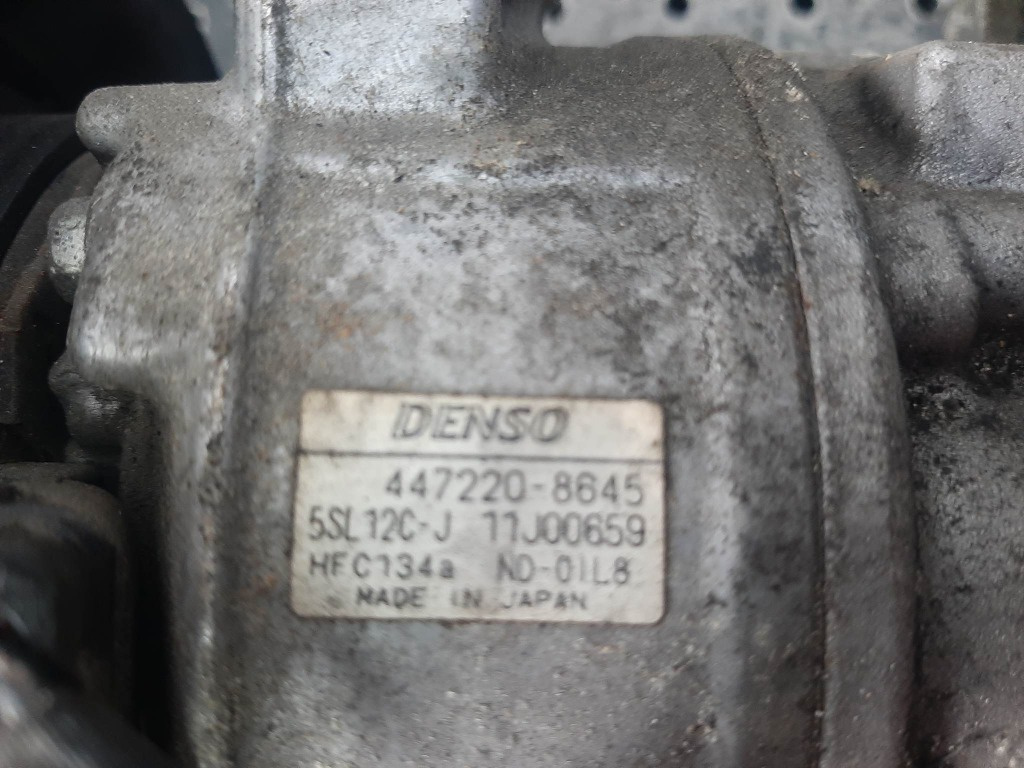 DENSO
447220-8645
5SL12C-J 11J00659
HFC134a ND-OIL8
MADE IN JAPAN